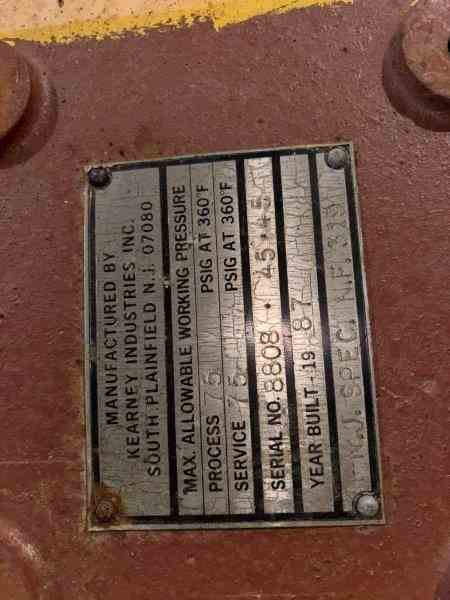 MANUFACTURED BY
KEARNEY INDUSTRIES INC.
SOUTH PLAINFIELD N.J. 07080
MAX. ALLOWABLE WORKING PRESSURE
PROCESS 75 PSIG AT 360°F
SERVICE 75 PSIG AT 360°F
SERIAL NO. 8808 · 45·45
YEAR BUILT - 19 87
N.J. SPEC. N.P. 319